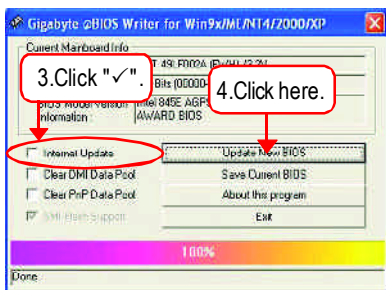 Gigabyte @BIOS Writer for Win9x/ME/NT4/2000/XP
Current Mainboard Info
3.Click "✓".
4.Click here.
BIOS Model Version Intel 845E AGPS
Information : AWARD BIOS
Internal Update
Update New BIOS
Clear DMI Data Pool
Save Current BIOS
Clear PnP Data Pool
About this program
Exit
100%
Done.